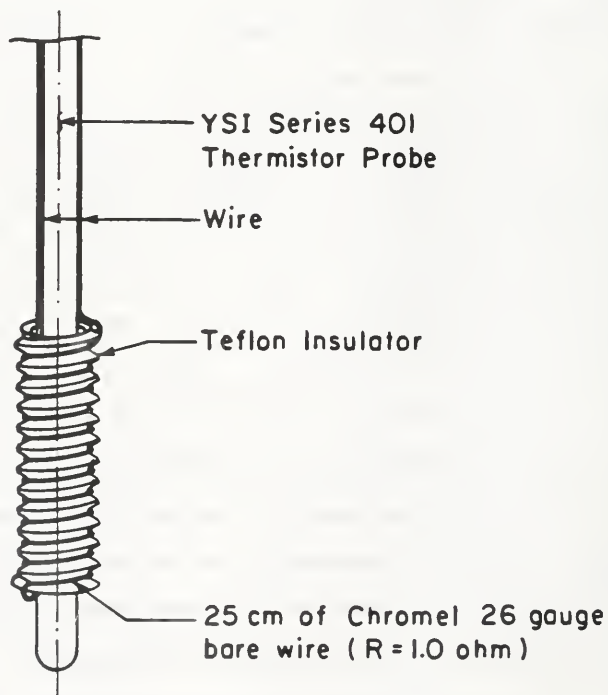 YSI Series 401
Thermistor Probe
Wire
Teflon Insulator
25 cm of Chromel 26 gauge
bare wire (R = 1.0 ohm)